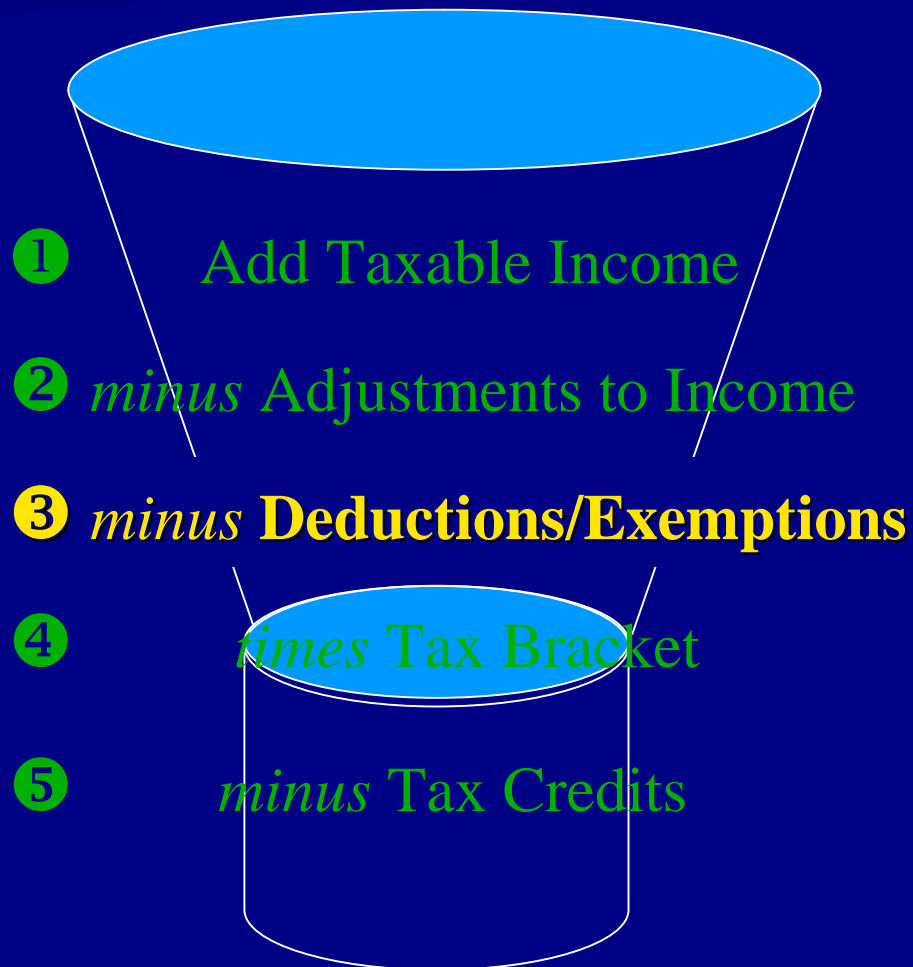 ❶ Add Taxable Income
❷ minus Adjustments to Income
❸ minus Deductions/Exemptions
❹ times Tax Bracket
❺ minus Tax Credits